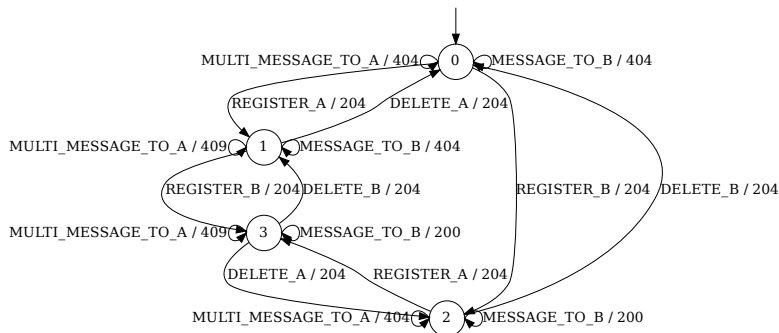 MULTI_MESSAGE_TO_A / 404 0 MESSAGE_TO_B / 404
REGISTER_A / 204 DELETE_A / 204
MULTI_MESSAGE_TO_A / 409 1 MESSAGE_TO_B / 404
REGISTER_B / 204 DELETE_B / 204 REGISTER_B / 204 DELETE_B / 204
MULTI_MESSAGE_TO_A / 409 3 MESSAGE_TO_B / 200
DELETE_A / 204 REGISTER_A / 204
MULTI_MESSAGE_TO_A / 404 2 MESSAGE_TO_B / 200